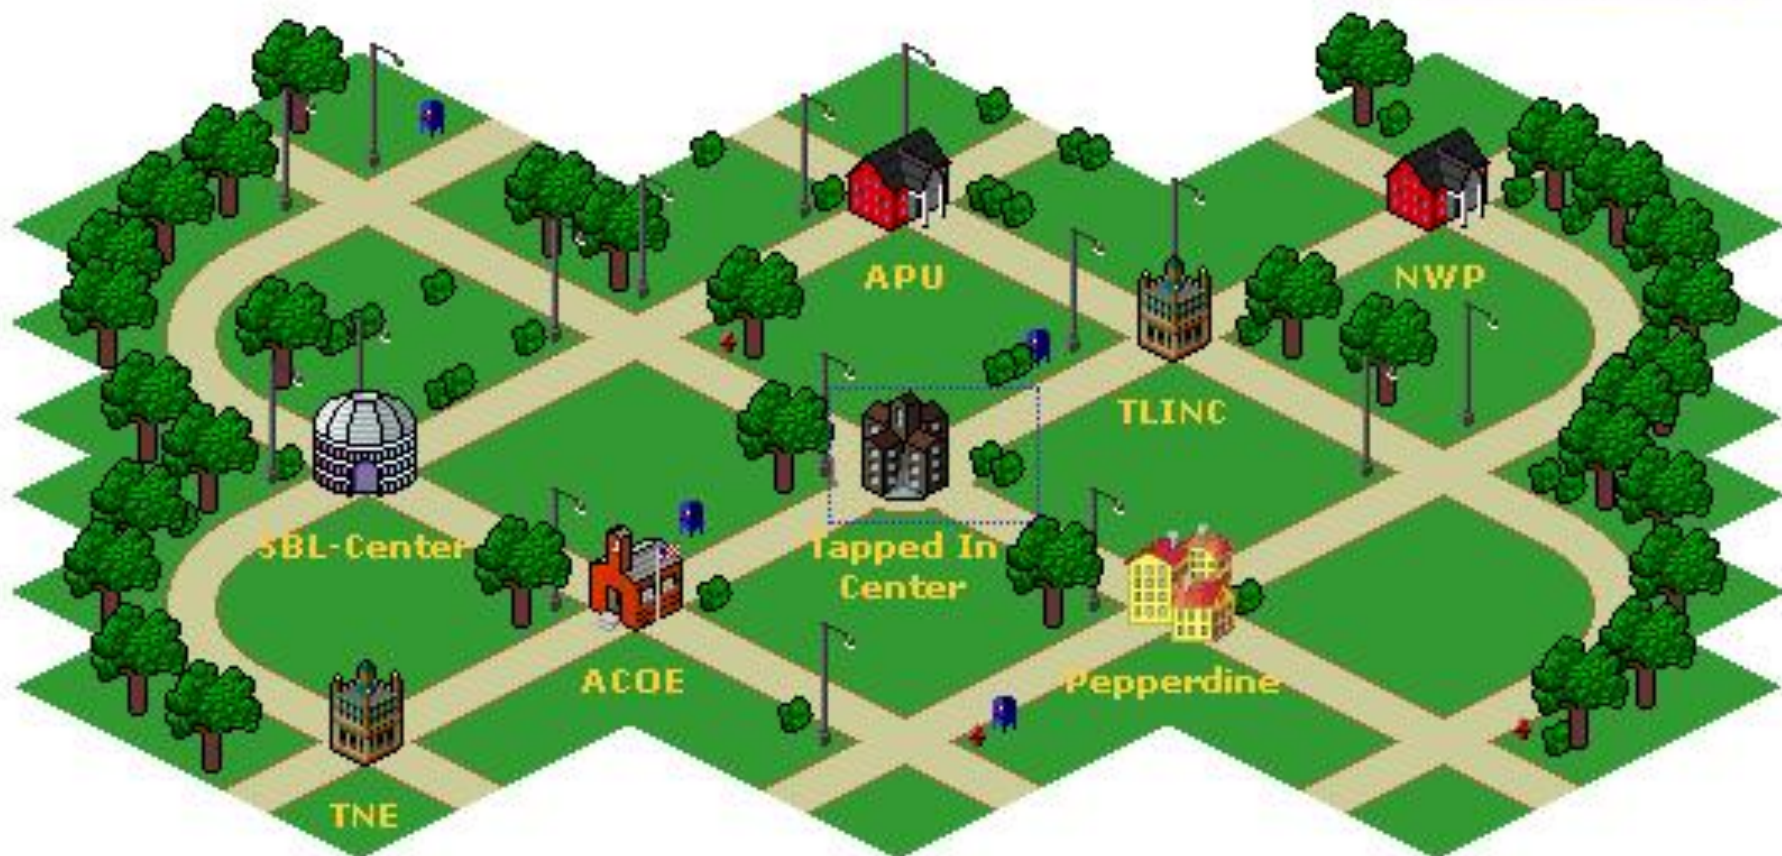 APU
NWP
TLINC
SBL-Center
Tapped In
Center
ACOE
Pepperdine
TNE